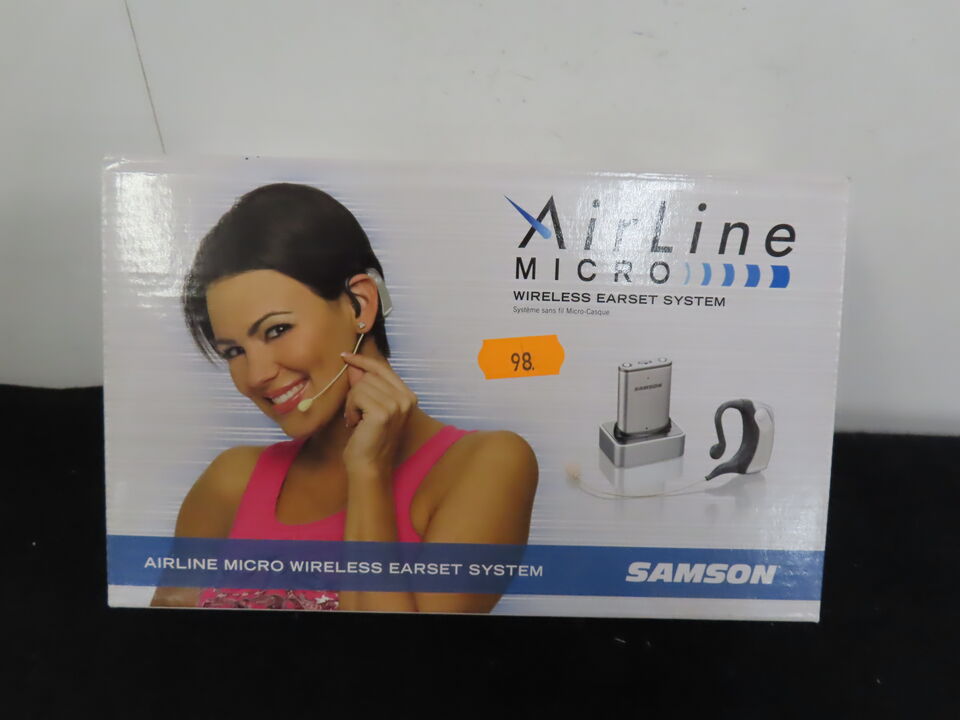 AirLine
MICRO
WIRELESS EARSET SYSTEM
Système sans fil Micro-Casque
98.
SAMSON
AIRLINE MICRO WIRELESS EARSET SYSTEM
SAMSON